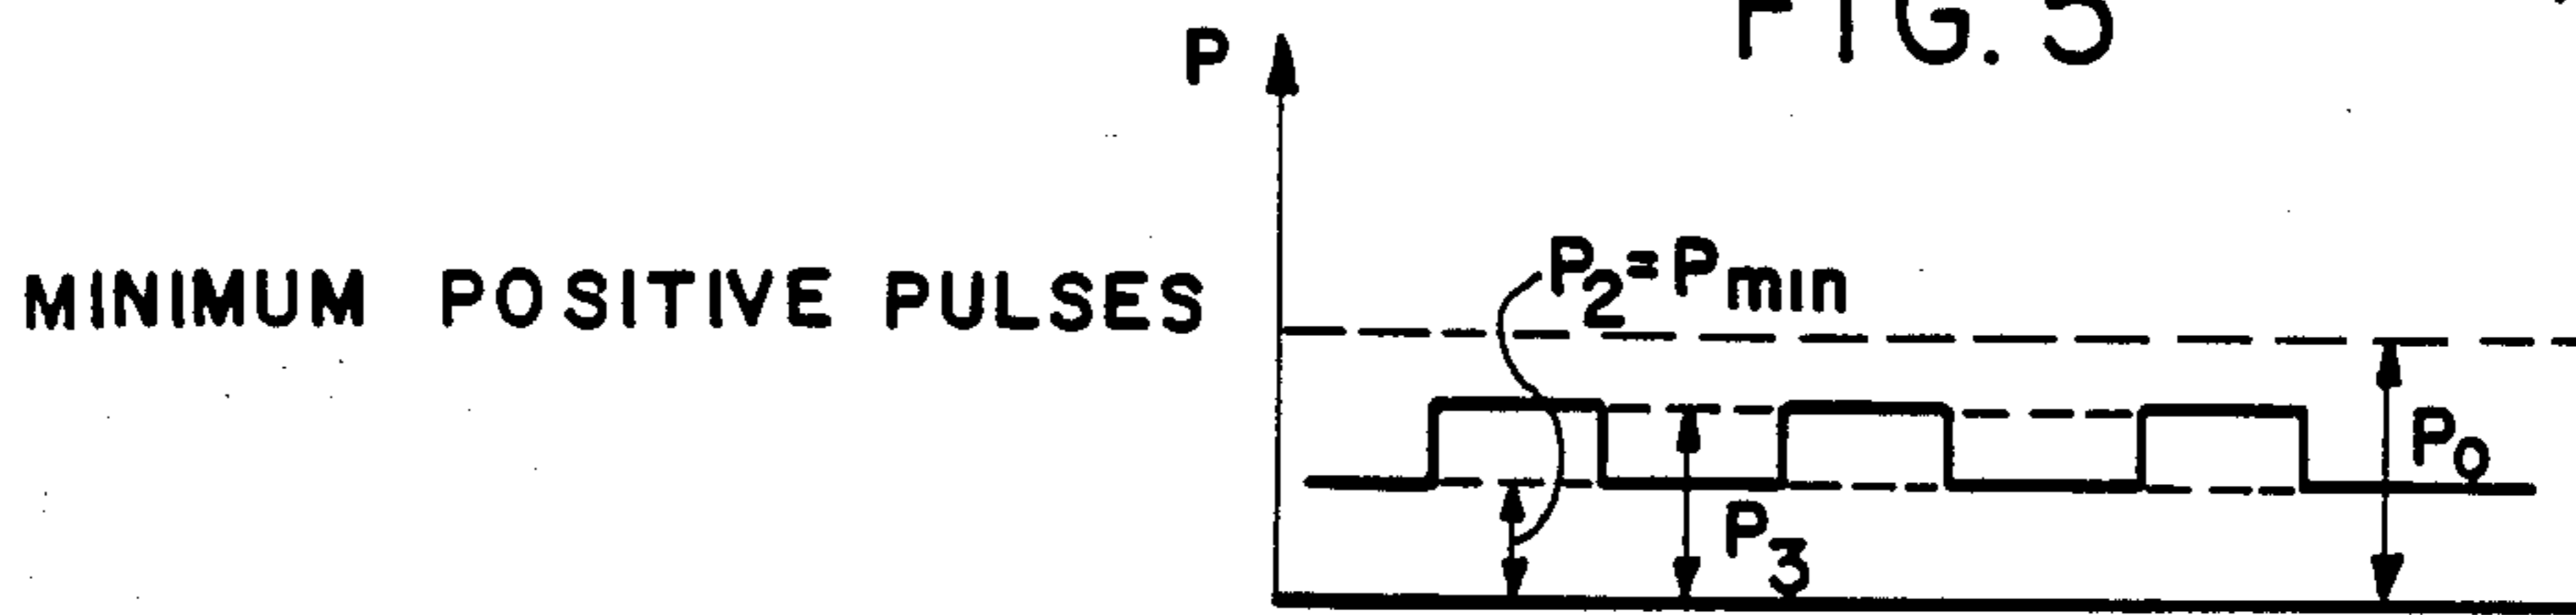 FIG. 5
P
P₂=Pmin
MINIMUM POSITIVE PULSES
P₀
P₃